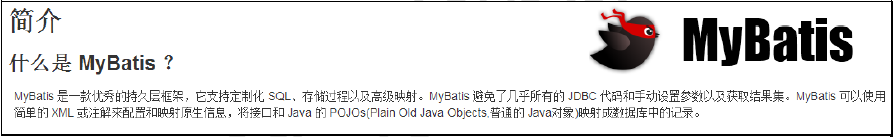 简介
MyBatis
什么是 MyBatis ？
MyBatis 是一款优秀的持久层框架，它支持定制化 SQL、存储过程以及高级映射。MyBatis 避免了几乎所有的 JDBC 代码和手动设置参数以及获取结果集。MyBatis 可以使用
简单的 XML 或注解来配置和映射原生信息，将接口和 Java 的 POJOs(Plain Old Java Objects,普通的 Java对象)映射成数据库中的记录。